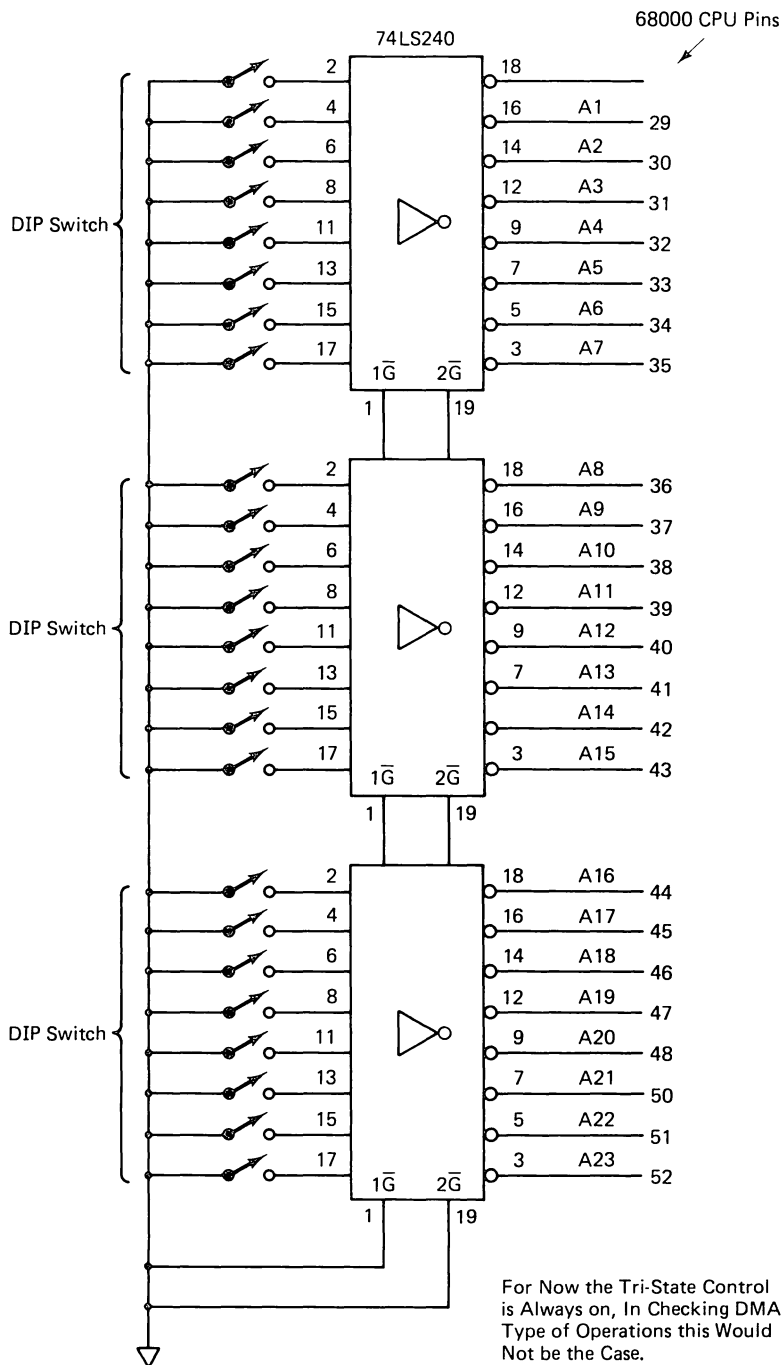 68000 CPU Pins
74LS240
2 18
4 16 A1 29
6 14 A2 30
8 12 A3 31
DIP Switch 11 9 A4 32
13 7 A5 33
15 5 A6 34
17 3 A7 35
1G̅ 2G̅
1 19
2 18 A8 36
4 16 A9 37
6 14 A10 38
8 12 A11 39
DIP Switch 11 9 A12 40
13 7 A13 41
15 A14 42
17 3 A15 43
1G̅ 2G̅
1 19
2 18 A16 44
4 16 A17 45
6 14 A18 46
8 12 A19 47
DIP Switch 11 9 A20 48
13 7 A21 50
15 5 A22 51
17 3 A23 52
1G̅ 2G̅
1 19
For Now the Tri-State Control
is Always on, In Checking DMA
Type of Operations this Would
Not be the Case.